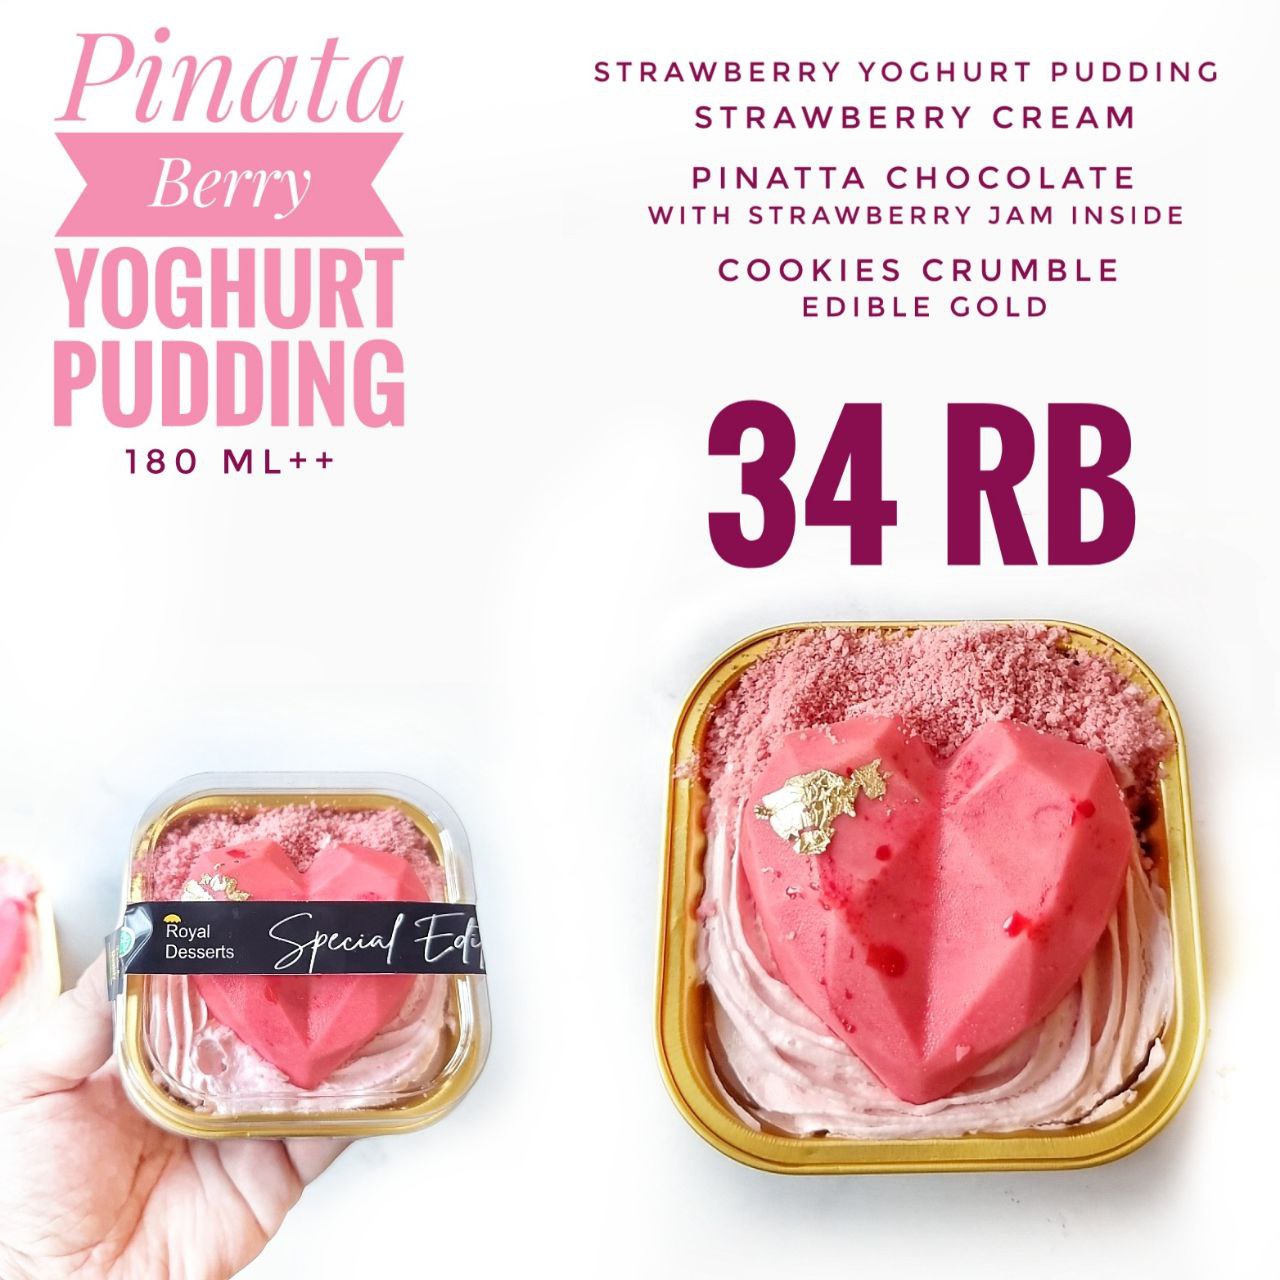 Pinata
Berry
YOGHURT
PUDDING
180 ML++
STRAWBERRY YOGHURT PUDDING
STRAWBERRY CREAM
PINATTA CHOCOLATE
WITH STRAWBERRY JAM INSIDE
COOKIES CRUMBLE
EDIBLE GOLD
34 RB
Royal
Desserts
Special Edi